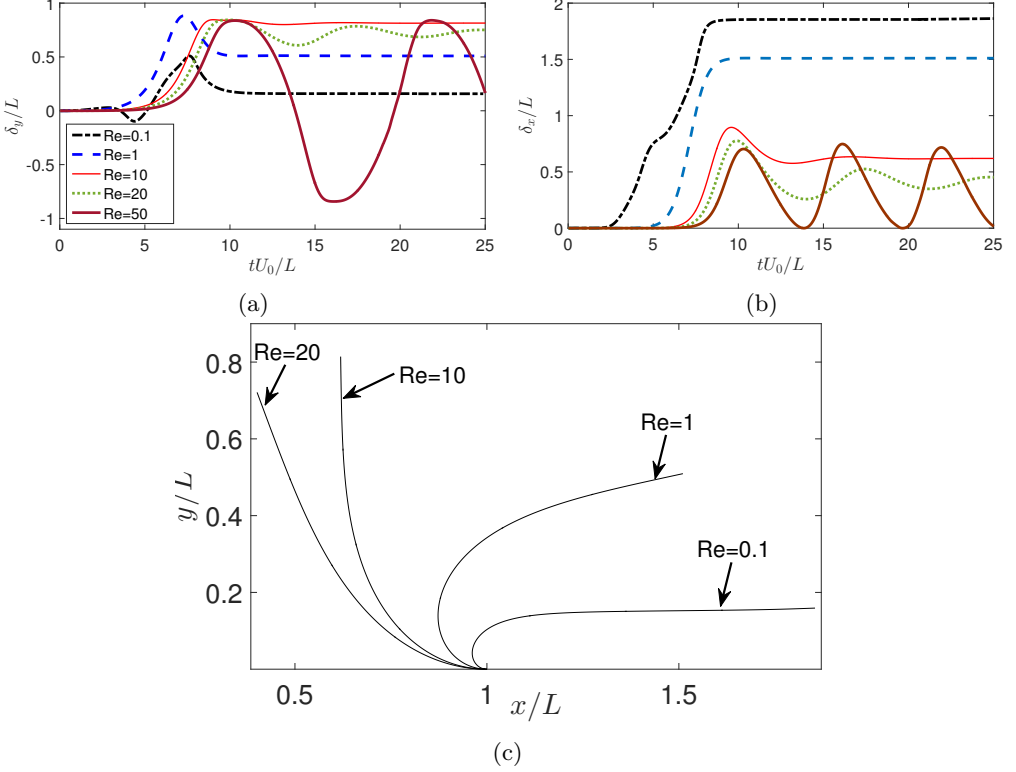 1
0.5
0
-0.5
-1
δ_y/L
Re=0.1
Re=1
Re=10
Re=20
Re=50
0 5 10 15 20 25
tU_0/L
(a)
2
1.5
1
0.5
0
δ_x/L
0 5 10 15 20 25
tU_0/L
(b)
0.8
0.6
0.4
0.2
y/L
Re=20
Re=10
Re=1
Re=0.1
0.5 1 1.5
x/L
(c)